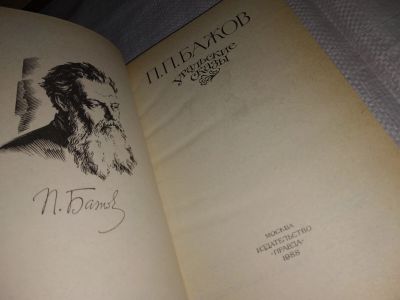 П. Бажов
П.П.БАЖОВ
УРАЛЬСКИЕ
СКАЗЫ
МОСКВА
ИЗДАТЕЛЬСТВО
«ПРАВДА»
1988